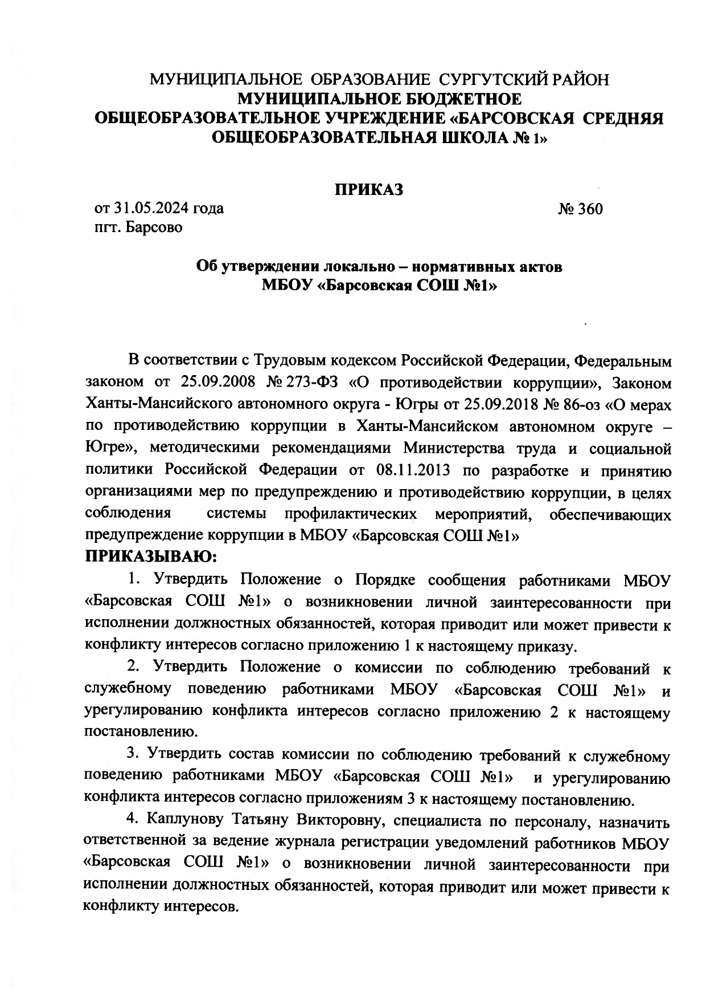 МУНИЦИПАЛЬНОЕ ОБРАЗОВАНИЕ СУРГУТСКИЙ РАЙОН
МУНИЦИПАЛЬНОЕ БЮДЖЕТНОЕ
ОБЩЕОБРАЗОВАТЕЛЬНОЕ УЧРЕЖДЕНИЕ «БАРСОВСКАЯ СРЕДНЯЯ
ОБЩЕОБРАЗОВАТЕЛЬНАЯ ШКОЛА № 1»
ПРИКАЗ
от 31.05.2024 года № 360
пгт. Барсово
Об утверждении локально – нормативных актов
МБОУ «Барсовская СОШ №1»
В соответствии с Трудовым кодексом Российской Федерации, Федеральным
законом от 25.09.2008 № 273-ФЗ «О противодействии коррупции», Законом
Ханты-Мансийского автономного округа - Югры от 25.09.2018 № 86-оз «О мерах
по противодействию коррупции в Ханты-Мансийском автономном округе –
Югре», методическими рекомендациями Министерства труда и социальной
политики Российской Федерации от 08.11.2013 по разработке и принятию
организациями мер по предупреждению и противодействию коррупции, в целях
соблюдения системы профилактических мероприятий, обеспечивающих
предупреждение коррупции в МБОУ «Барсовская СОШ №1»
ПРИКАЗЫВАЮ:
1. Утвердить Положение о Порядке сообщения работниками МБОУ
«Барсовская СОШ №1» о возникновении личной заинтересованности при
исполнении должностных обязанностей, которая приводит или может привести к
конфликту интересов согласно приложению 1 к настоящему приказу.
2. Утвердить Положение о комиссии по соблюдению требований к
служебному поведению работниками МБОУ «Барсовская СОШ №1» и
урегулированию конфликта интересов согласно приложению 2 к настоящему
постановлению.
3. Утвердить состав комиссии по соблюдению требований к служебному
поведению работниками МБОУ «Барсовская СОШ №1» и урегулированию
конфликта интересов согласно приложениям 3 к настоящему постановлению.
4. Каплунову Татьяну Викторовну, специалиста по персоналу, назначить
ответственной за ведение журнала регистрации уведомлений работников МБОУ
«Барсовская СОШ №1» о возникновении личной заинтересованности при
исполнении должностных обязанностей, которая приводит или может привести к
конфликту интересов.